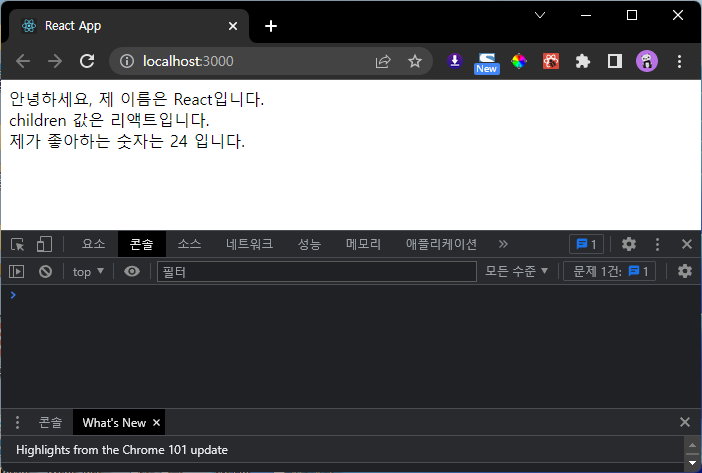 React App
localhost:3000
New
안녕하세요, 제 이름은 React입니다.
children 값은 리액트입니다.
제가 좋아하는 숫자는 24 입니다.
요소 콘솔 소스 네트워크 성능 메모리 애플리케이션 » 1
top 필터 모든 수준 문제 1건: 1
콘솔 What's New
Highlights from the Chrome 101 update